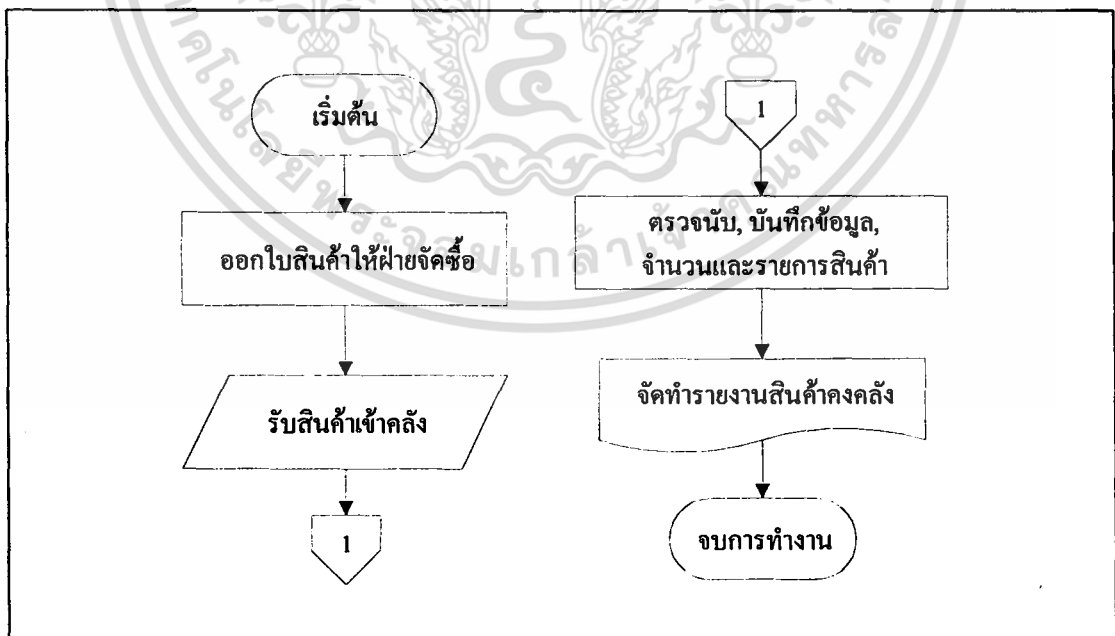 เริ่มต้น
ออกใบสินค้าให้ฝ่ายจัดซื้อ
รับสินค้าเข้าคลัง
1
1
ตรวจนับ, บันทึกข้อมูล,
จำนวนและรายการสินค้า
จัดทำรายงานสินค้าคงคลัง
จบการทำงาน